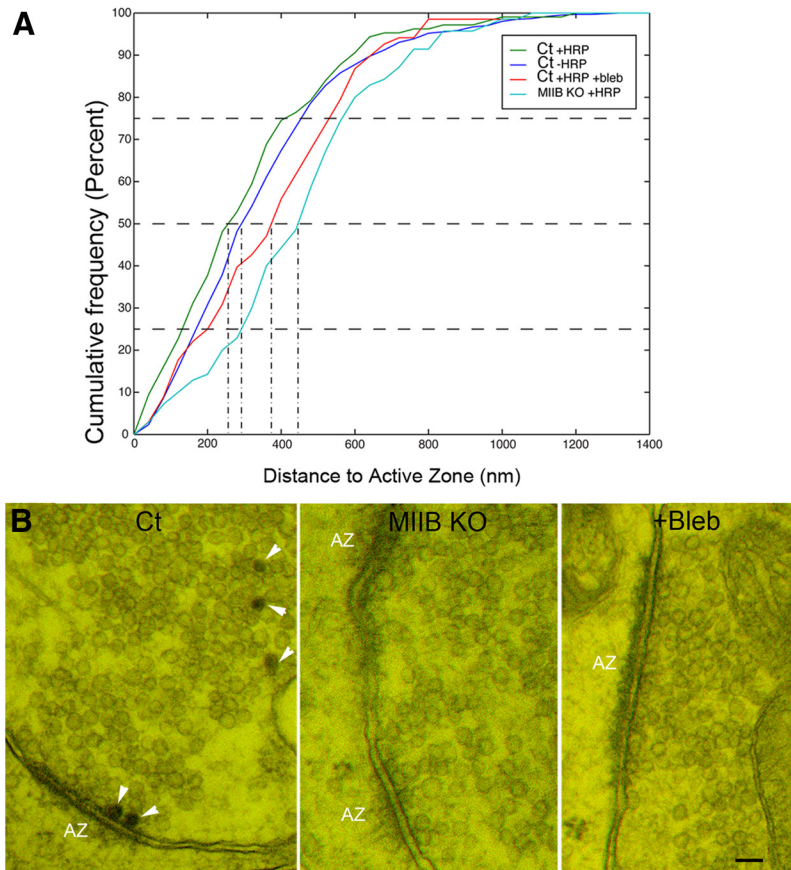 A
Cumulative frequency (Percent)
100
90
80
70
60
50
40
30
20
10
0
0 200 400 600 800 1000 1200 1400
Distance to Active Zone (nm)
Ct +HRP
Ct -HRP
Ct +HRP +bleb
MIIB KO +HRP
B
Ct
MIIB KO
+Bleb
AZ
AZ
AZ
AZ